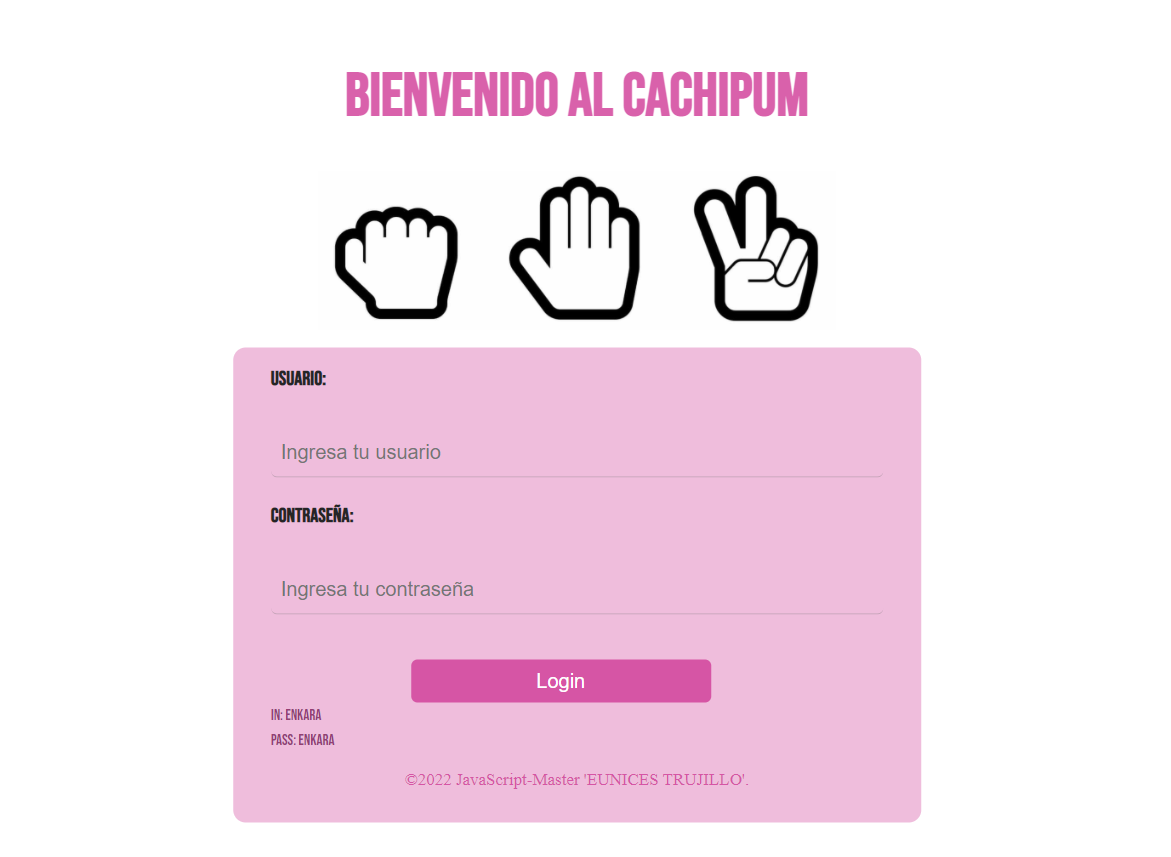 BIENVENIDO AL CACHIPUM
USUARIO:
Ingresa tu usuario
CONTRASEÑA:
Ingresa tu contraseña
Login
IN: ENKARA
PASS: ENKARA
©2022 JavaScript-Master 'EUNICES TRUJILLO'.